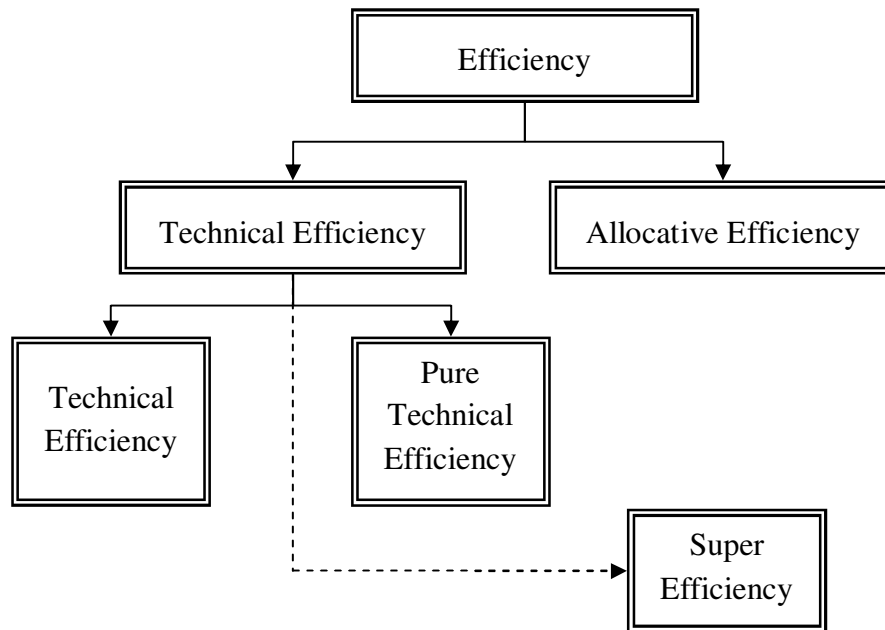 Efficiency
Technical Efficiency
Allocative Efficiency
Technical
Efficiency
Pure
Technical
Efficiency
Super
Efficiency